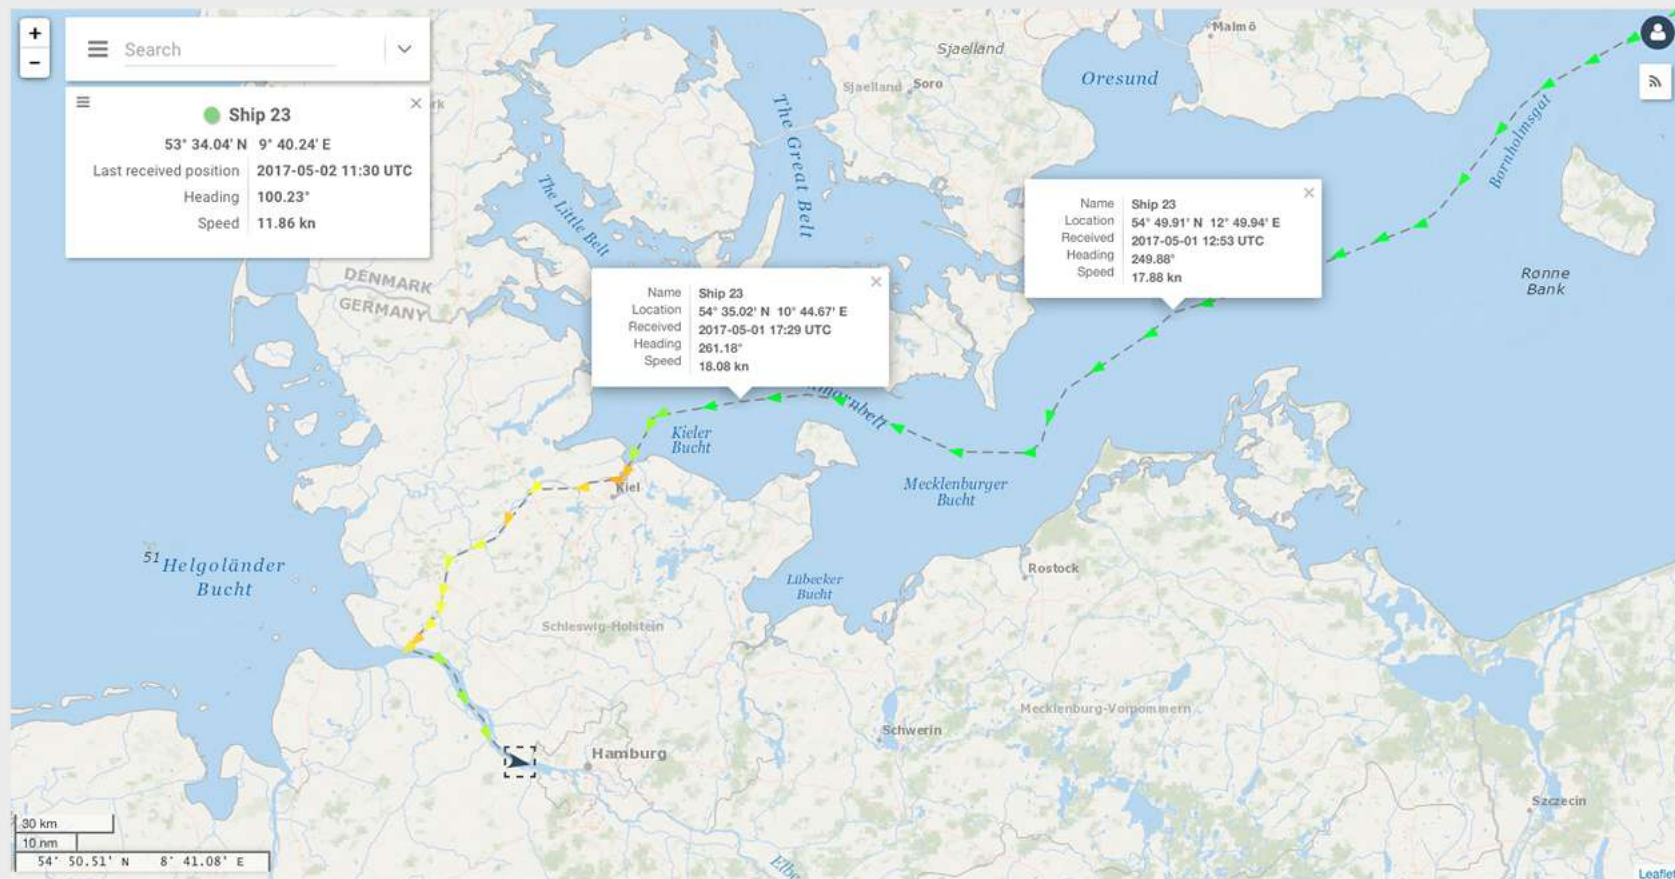 +
−
Search
Ship 23
53° 34.04' N 9° 40.24' E
Last received position 2017-05-02 11:30 UTC
Heading 100.23°
Speed 11.86 kn
Malmö
Sjaelland
Sjaelland
Soro
Oresund
The Great Belt
The Little Belt
Bornholmsgat
Name Ship 23
Location 54° 49.91' N 12° 49.94' E
Received 2017-05-01 12:53 UTC
Heading 249.88°
Speed 17.88 kn
DENMARK
GERMANY
Name Ship 23
Location 54° 35.02' N 10° 44.67' E
Received 2017-05-01 17:29 UTC
Heading 261.18°
Speed 18.08 kn
Ronne
Bank
Kieler
Bucht
Kiel
Mecklenburger
Bucht
51
Helgoländer
Bucht
Rostock
Lübecker
Bucht
Schleswig-Holstein
Mecklenburg-Vorpommern
Schwerin
Hamburg
Szczecin
30 km
10 nm
54° 50.51' N 8° 41.08' E